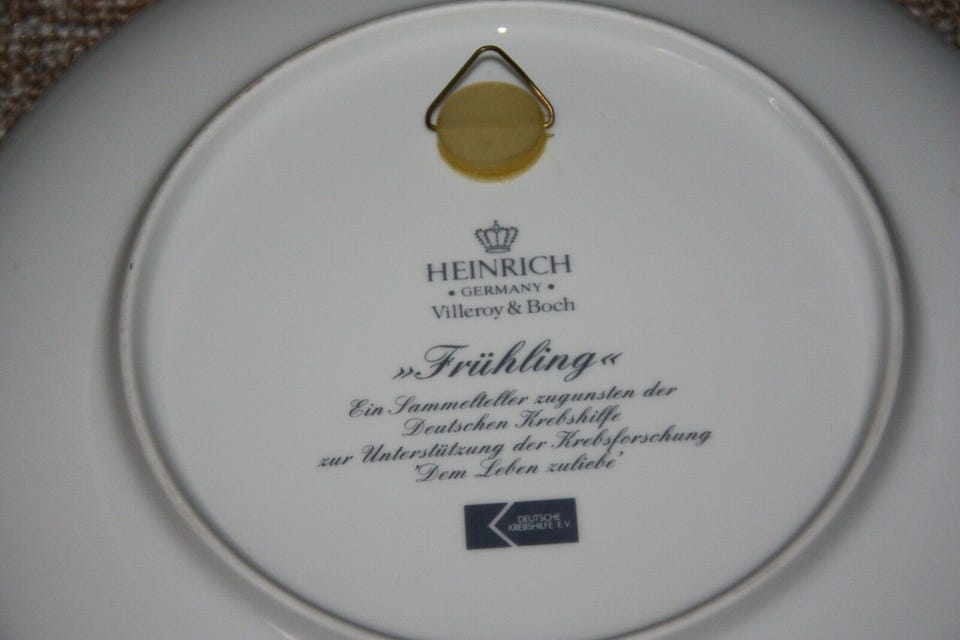 HEINRICH
• GERMANY •
Villeroy & Boch
»Frühling«
Ein Sammelteller zugunsten der
Deutschen Krebshilfe
zur Unterstützung der Krebsforschung
'Dem Leben zuliebe'
DEUTSCHE
KREBSHILFE E.V.